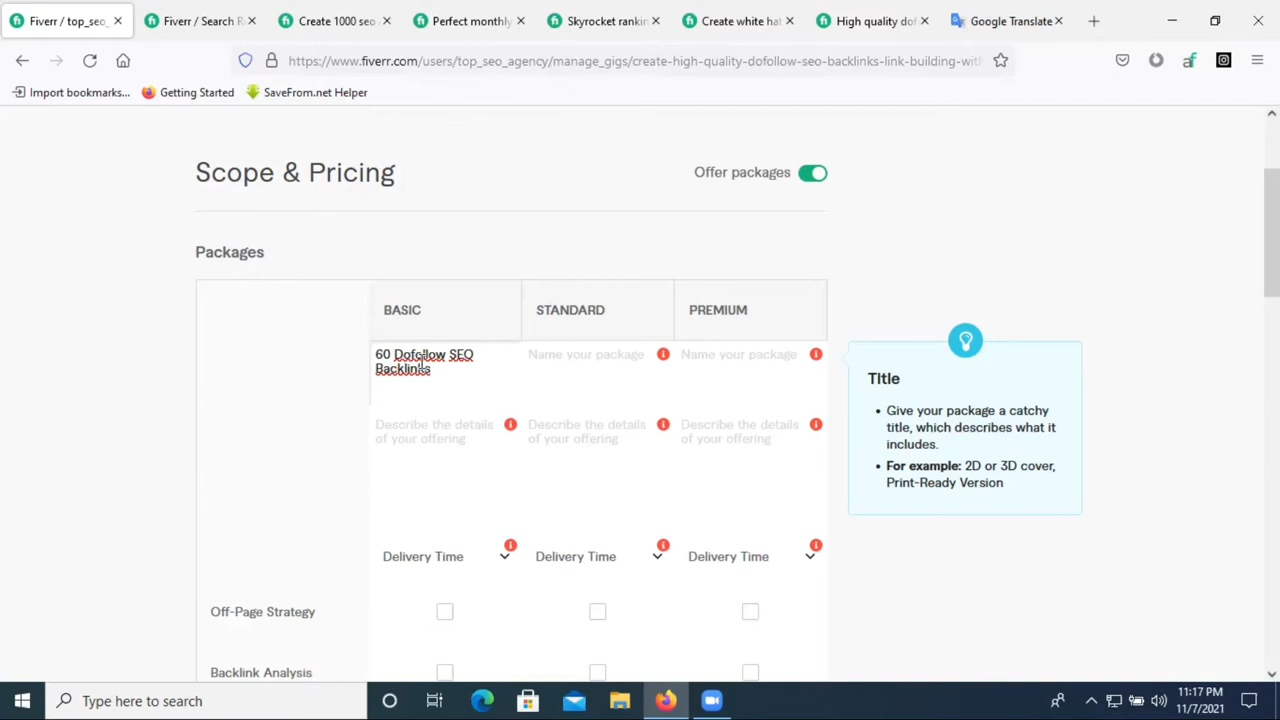 Fiverr / top_seo_
Fiverr / Search R
Create 1000 seo
Perfect monthly
Skyrocket rankin
Create white hat
High quality dof
Google Translate
https://www.fiverr.com/users/top_seo_agency/manage_gigs/create-high-quality-dofollow-seo-backlinks-link-building-with
Import bookmarks...
Getting Started
SaveFrom.net Helper
Scope & Pricing
Offer packages
Packages
BASIC
STANDARD
PREMIUM
60 Dofollow SEO
Backlinks
Name your package
Name your package
Describe the details
of your offering
Describe the details
of your offering
Describe the details
of your offering
Title
Give your package a catchy
title, which describes what it
includes.
For example: 2D or 3D cover,
Print-Ready Version
Delivery Time
Delivery Time
Delivery Time
Off-Page Strategy
Backlink Analysis
Type here to search
11:17 PM
11/7/2021